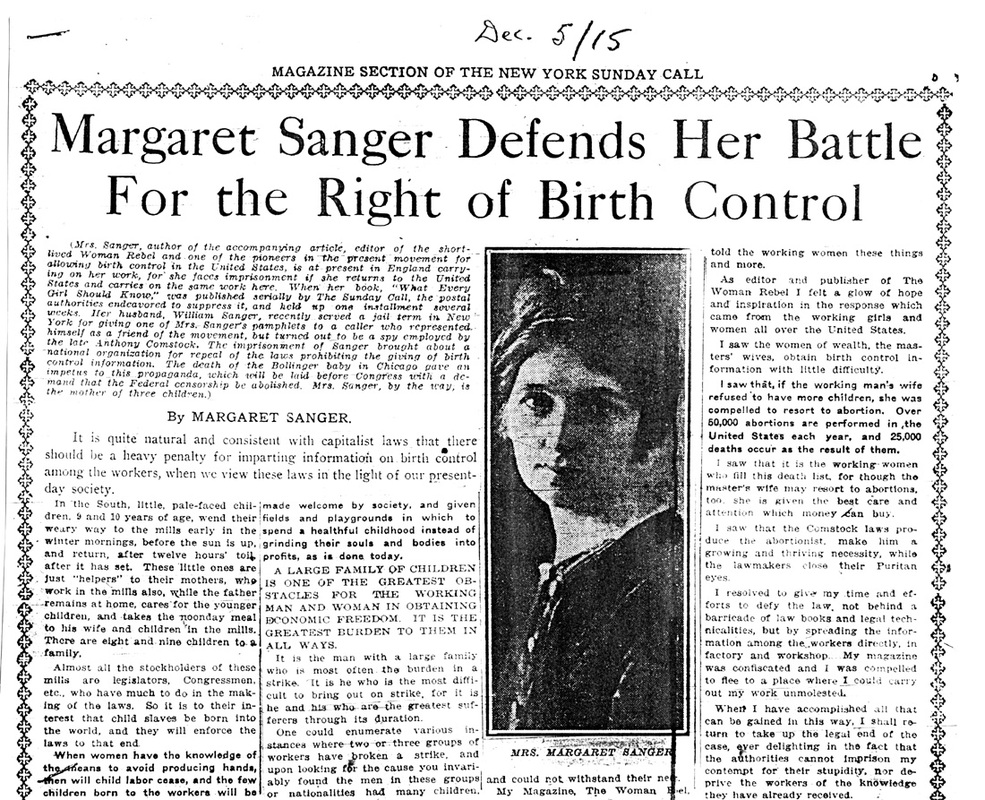 Dec. 5/15
MAGAZINE SECTION OF THE NEW YORK SUNDAY CALL
Margaret Sanger Defends Her Battle
For the Right of Birth Control
(Mrs. Sanger, author of the accompanying article, editor of the short-
lived Woman Rebel and one of the pioneers in the present movement for
allowing birth control in the United States, is at present in England carry-
ing on her work, for she faces imprisonment if she returns to the United
States and carries on the same work here. When her book, "What Every
Girl Should Know," was published serially by The Sunday Call, the postal
authorities endeavored to suppress it, and held up one installment several
weeks. Her husband, William Sanger, recently served a jail term in New
York for giving one of Mrs. Sanger's pamphlets to a caller who represented
himself as a friend of the movement, but turned out to be a spy employed by
the late Anthony Comstock. The imprisonment of Sanger brought about a
national organization for repeal of the laws prohibiting the giving of birth
control information. The death of the Bollinger baby in Chicago gave an
impetus to this propaganda, which will be laid before Congress with a de-
mand that the Federal censorship be abolished. Mrs. Sanger, by the way, is
the mother of three children.)
By MARGARET SANGER.
It is quite natural and consistent with capitalist laws that there
should be a heavy penalty for imparting information on birth control
among the workers, when we view these laws in the light of our present-
day society.
In the South, little, pale-faced chil-
dren, 9 and 10 years of age, wend their
weary way to the mills early in the
winter mornings, before the sun is up,
and return, after twelve hours' toil,
after it has set. These little ones are
just "helpers" to their mothers, who
work in the mills also, while the father
remains at home, cares for the younger
children, and takes the noonday meal
to his wife and children in the mills.
There are eight and nine children to a
family.
Almost all the stockholders of these
mills are legislators, Congressmen,
etc., who have much to do in the mak-
ing of the laws. So it is to their in-
terest that child slaves be born into
the world, and they will enforce the
laws to that end.
When women have the knowledge of
the means to avoid producing hands,
then will child labor cease, and the few
children born to the workers will be
made welcome by society, and given
fields and playgrounds in which to
spend a healthful childhood instead of
grinding their souls and bodies into
profits, as is done today.
A LARGE FAMILY OF CHILDREN
IS ONE OF THE GREATEST OB-
STACLES FOR THE WORKING
MAN AND WOMAN IN OBTAINING
ECONOMIC FREEDOM. IT IS THE
GREATEST BURDEN TO THEM IN
ALL WAYS.
It is the man with a large family
who is most often the burden in a
strike. It is he who is the most diffi-
cult to bring out on strike, for it is
he and his who are the greatest suf-
ferers through its duration.
One could enumerate various in-
stances where two or three groups of
workers have broken a strike, and
upon looking for the cause you invari-
ably found the men in these groups
or nationalities had many children,
MRS. MARGARET SANGER
and could not withstand their
My Magazine, The Woman
told the working women these things
and more.
As editor and publisher of The
Woman Rebel I felt a glow of hope
and inspiration in the response which
came from the working girls and
women all over the United States.
I saw the women of wealth, the mas-
ters' wives, obtain birth control in-
formation with little difficulty.
I saw that, if the working man's wife
refused to have more children, she was
compelled to resort to abortion. Over
50,000 abortions are performed in the
United States each year, and 25,000
deaths occur as the result of them.
I saw that it is the working women
who fill this death list, for though the
master's wife may resort to abortions,
too, she is given the best care and
attention which money can buy.
I saw that the Comstock laws pro-
duce the abortionist, make him a
growing and thriving necessity, while
the lawmakers close their Puritan
eyes.
I resolved to give my time and ef-
forts to defy the law, not behind a
barricade of law books and legal tech-
nicalities, but by spreading the infor-
mation among the workers directly, in
factory and workshop. My magazine
was confiscated and I was compelled
to flee to a place where I could carry
out my work unmolested.
When I have accomplished all that
can be gained in this way, I shall re-
turn to take up the legal end of the
case, ever delighting in the fact that
the authorities cannot imprison my
contempt for their stupidity, nor de-
prive the workers of the knowledge
they have already received.